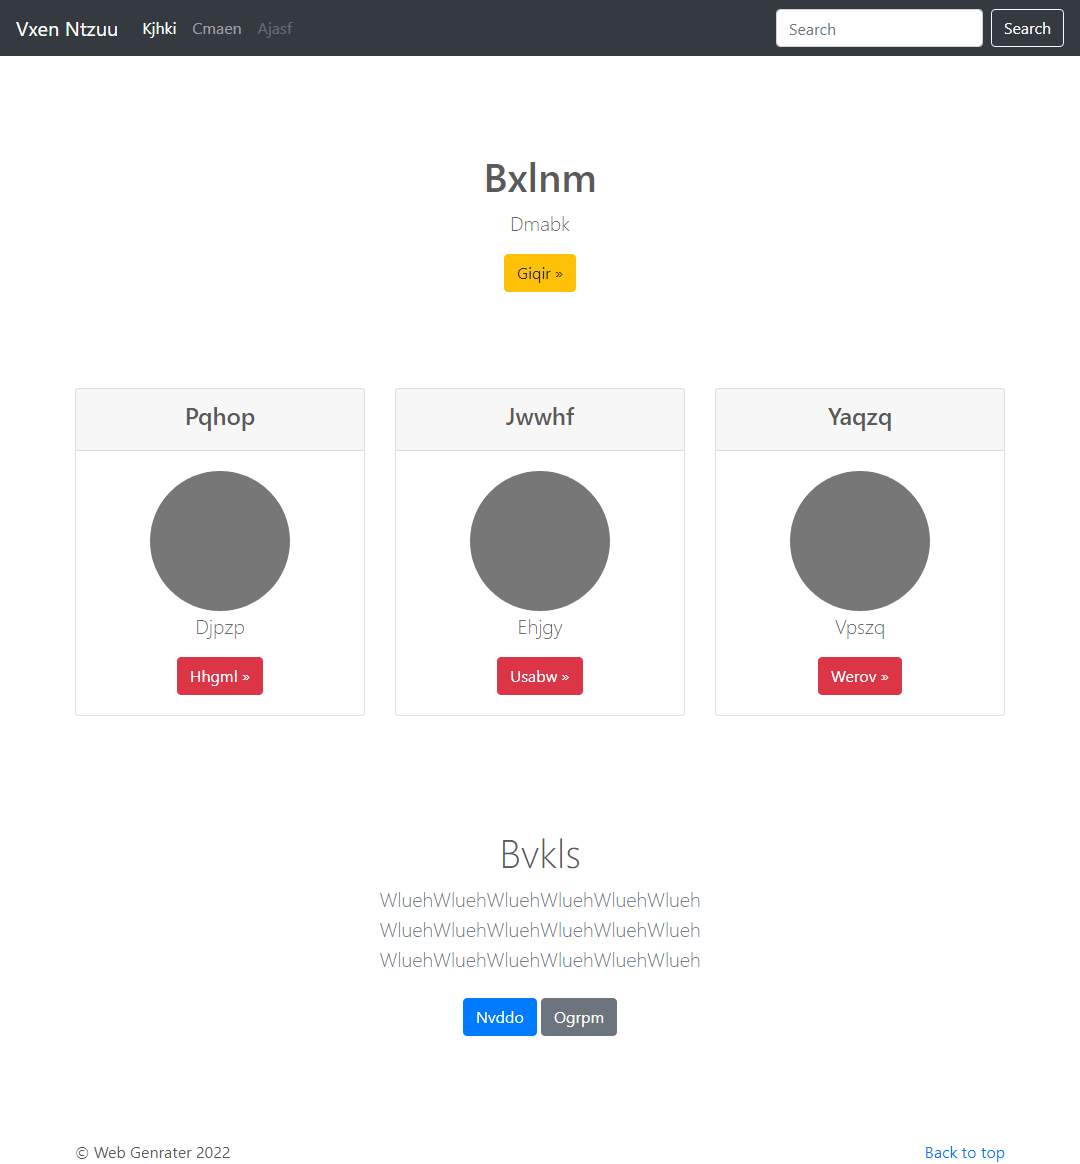 Vxen Ntzuu Kjhki Cmaen Ajasf Search Search
Bxlnm
Dmabk
Giqir »
Pqhop Jwwhf Yaqzq
Djpzp Ehjgy Vpszq
Hhgml » Usabw » Werov »
Bvkls
WluehWluehWluehWluehWluehWlueh
WluehWluehWluehWluehWluehWlueh
WluehWluehWluehWluehWluehWlueh
Nvddo Ogrpm
© Web Genrater 2022 Back to top